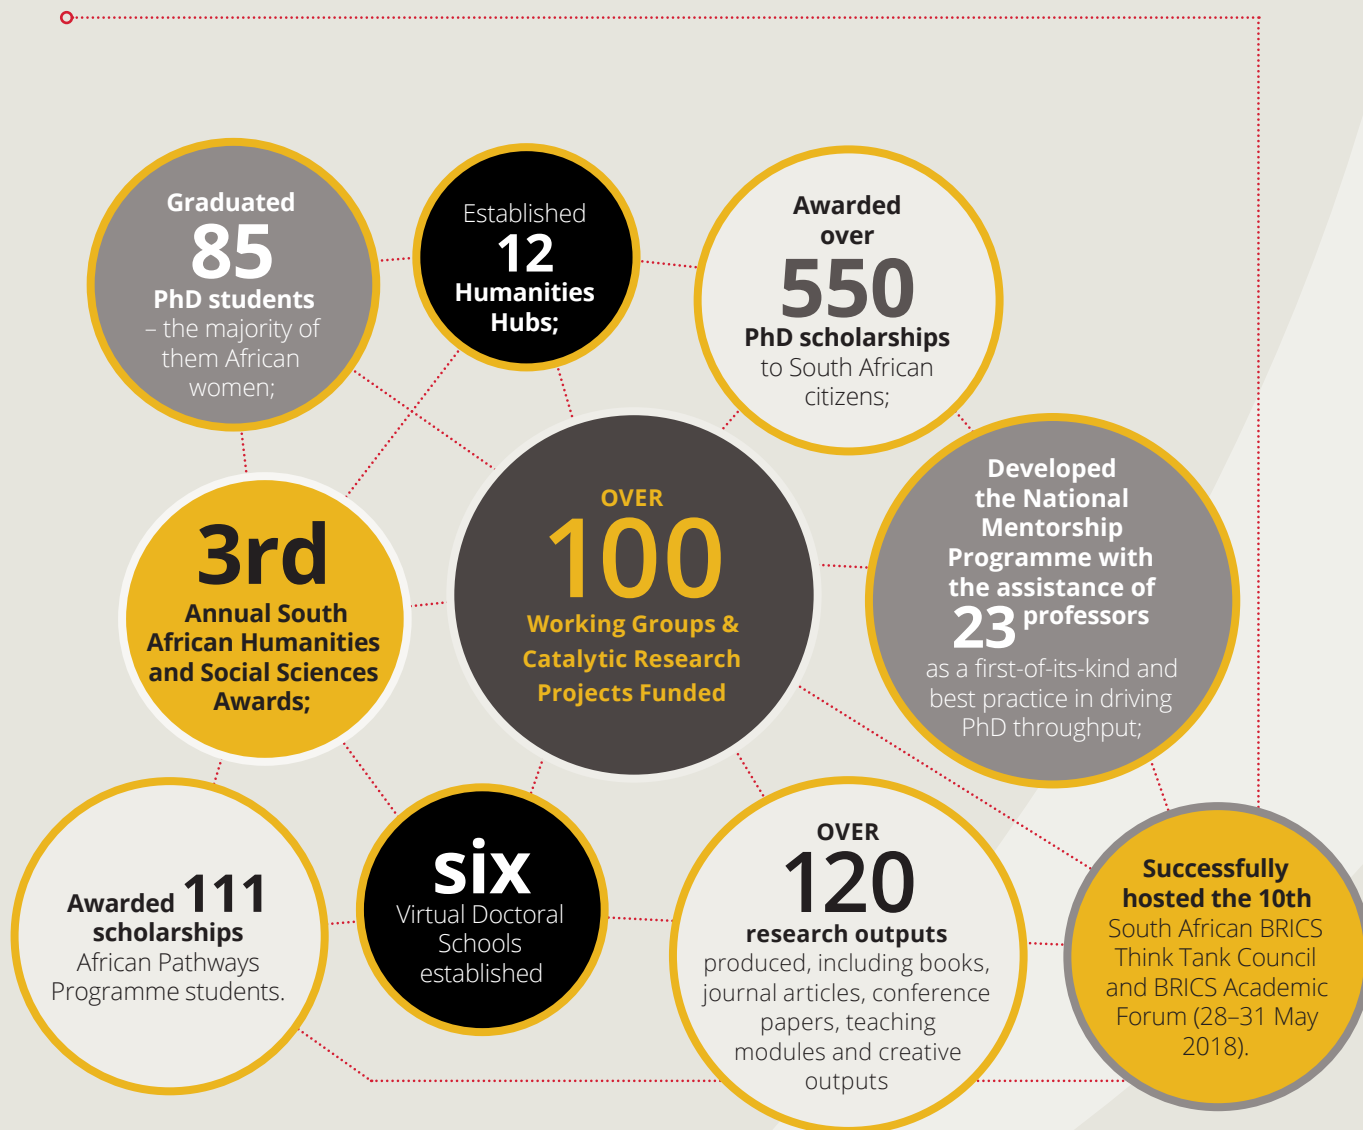 Graduated
85
PhD students
– the majority of
them African
women;
Established
12
Humanities
Hubs;
Awarded
over
550
PhD scholarships
to South African
citizens;
OVER
100
Working Groups &
Catalytic Research
Projects Funded
Developed
the National
Mentorship
Programme with
the assistance of
23 professors
as a first-of-its-kind and
best practice in driving
PhD throughput;
3rd
Annual South
African Humanities
and Social Sciences
Awards;
Awarded 111
scholarships
African Pathways
Programme students.
six
Virtual Doctoral
Schools
established
OVER
120
research outputs
produced, including books,
journal articles, conference
papers, teaching
modules and creative
outputs
Successfully
hosted the 10th
South African BRICS
Think Tank Council
and BRICS Academic
Forum (28–31 May
2018).